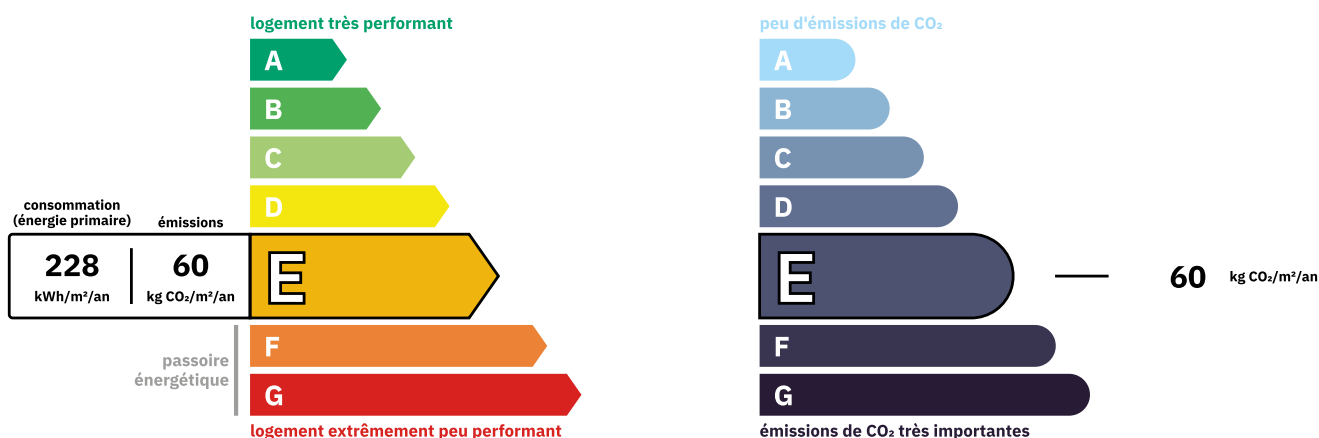 logement très performant
A
B
C
D
consommation
(énergie primaire)
émissions
228
kWh/m²/an
60
kg CO₂/m²/an
E
passoire
énergétique
F
G
logement extrêmement peu performant
peu d'émissions de CO₂
A
B
C
D
E
60
kg CO₂/m²/an
F
G
émissions de CO₂ très importantes